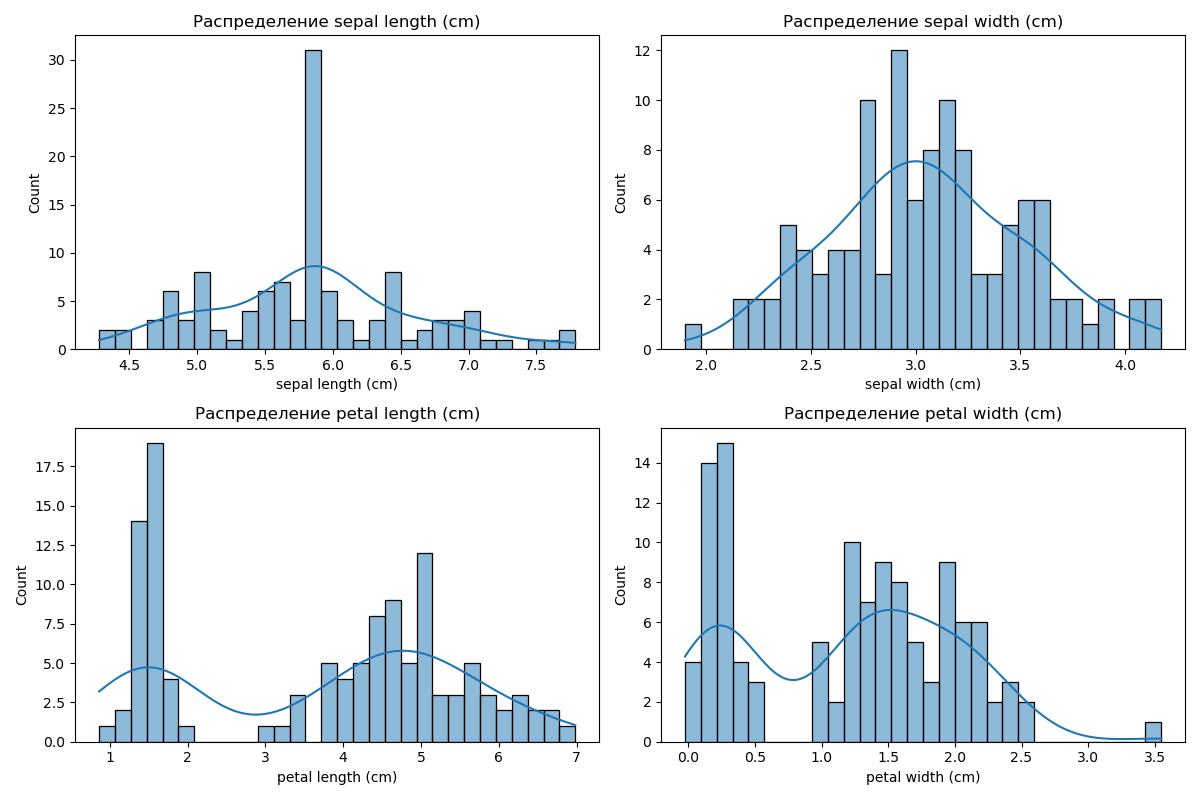 Распределение sepal length (cm)
30
25
20
15
10
5
0
Count
4.5 5.0 5.5 6.0 6.5 7.0 7.5
sepal length (cm)
Распределение sepal width (cm)
12
10
8
6
4
2
0
Count
2.0 2.5 3.0 3.5 4.0
sepal width (cm)
Распределение petal length (cm)
17.5
15.0
12.5
10.0
7.5
5.0
2.5
0.0
Count
1 2 3 4 5 6 7
petal length (cm)
Распределение petal width (cm)
14
12
10
8
6
4
2
0
Count
0.0 0.5 1.0 1.5 2.0 2.5 3.0 3.5
petal width (cm)